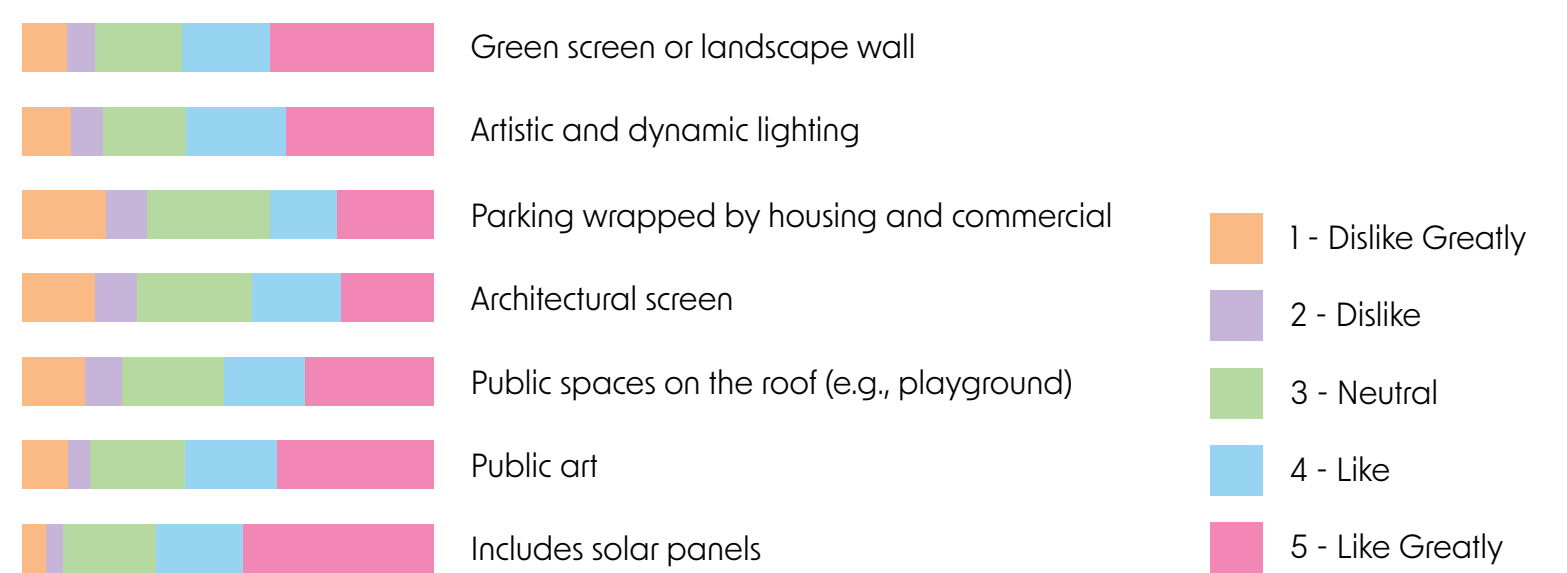 Green screen or landscape wall
Artistic and dynamic lighting
Parking wrapped by housing and commercial
Architectural screen
Public spaces on the roof (e.g., playground)
Public art
Includes solar panels
1 - Dislike Greatly
2 - Dislike
3 - Neutral
4 - Like
5 - Like Greatly